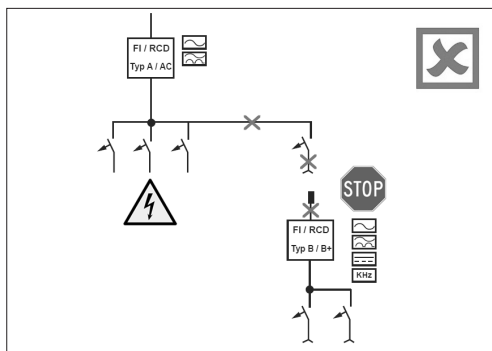 FI / RCD
Typ A / AC
STOP
FI / RCD
Typ B / B+
KHz